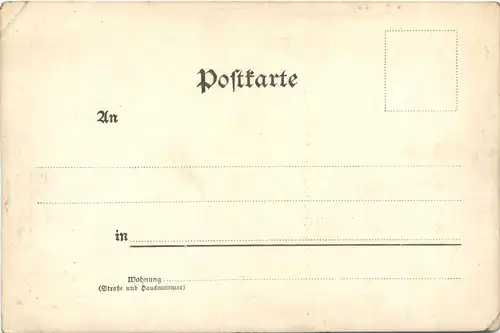 Postkarte
An
in
Wohnung
(Straße und Hausnummer)